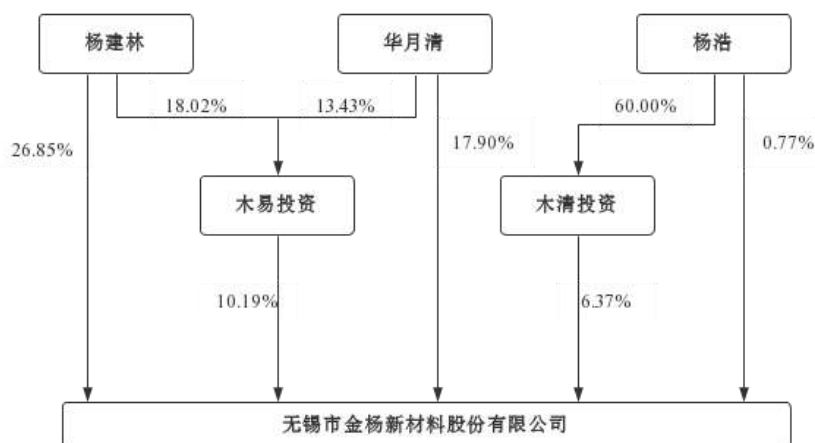 杨建林
华月清
杨浩
18.02%
13.43%
60.00%
26.85%
17.90%
0.77%
木易投资
木清投资
10.19%
6.37%
无锡市金杨新材料股份有限公司